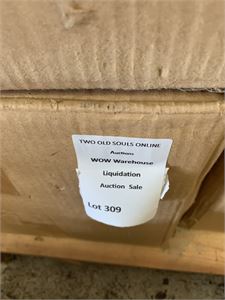 TWO OLD SOULS ONLINE
Auctions
WOW Warehouse
Liquidation
Auction Sale
Lot 309